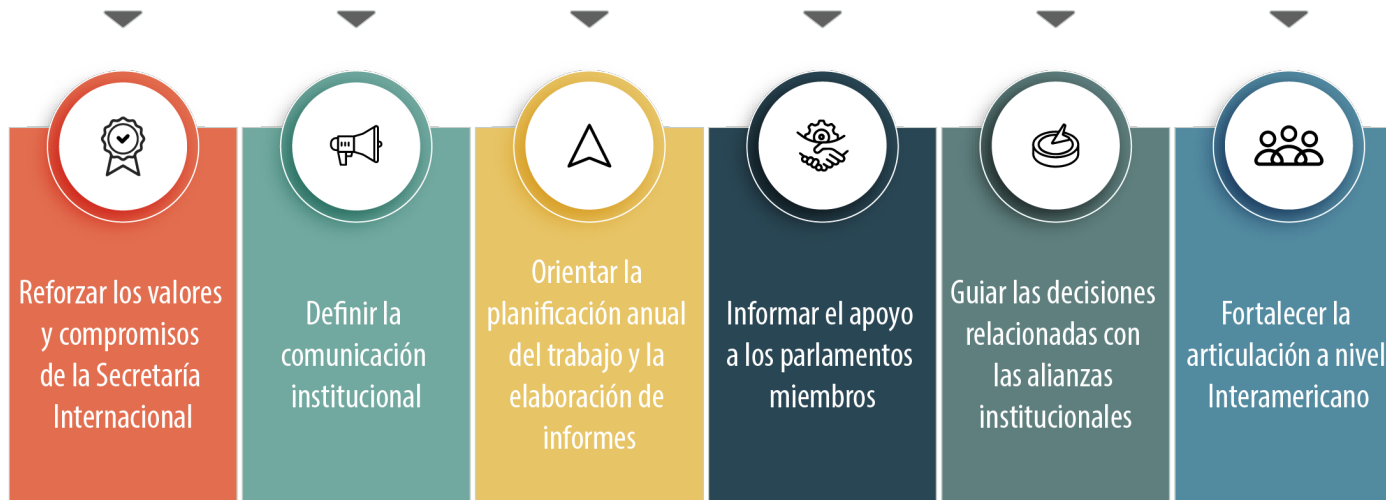 Reforzar los valores
y compromisos
de la Secretaría
Internacional
Definir la
comunicación
institucional
Orientar la
planificación anual
del trabajo y la
elaboración de
informes
Informar el apoyo
a los parlamentos
miembros
Guiar las decisiones
relacionadas con
las alianzas
institucionales
Fortalecer la
articulación a nivel
Interamericano